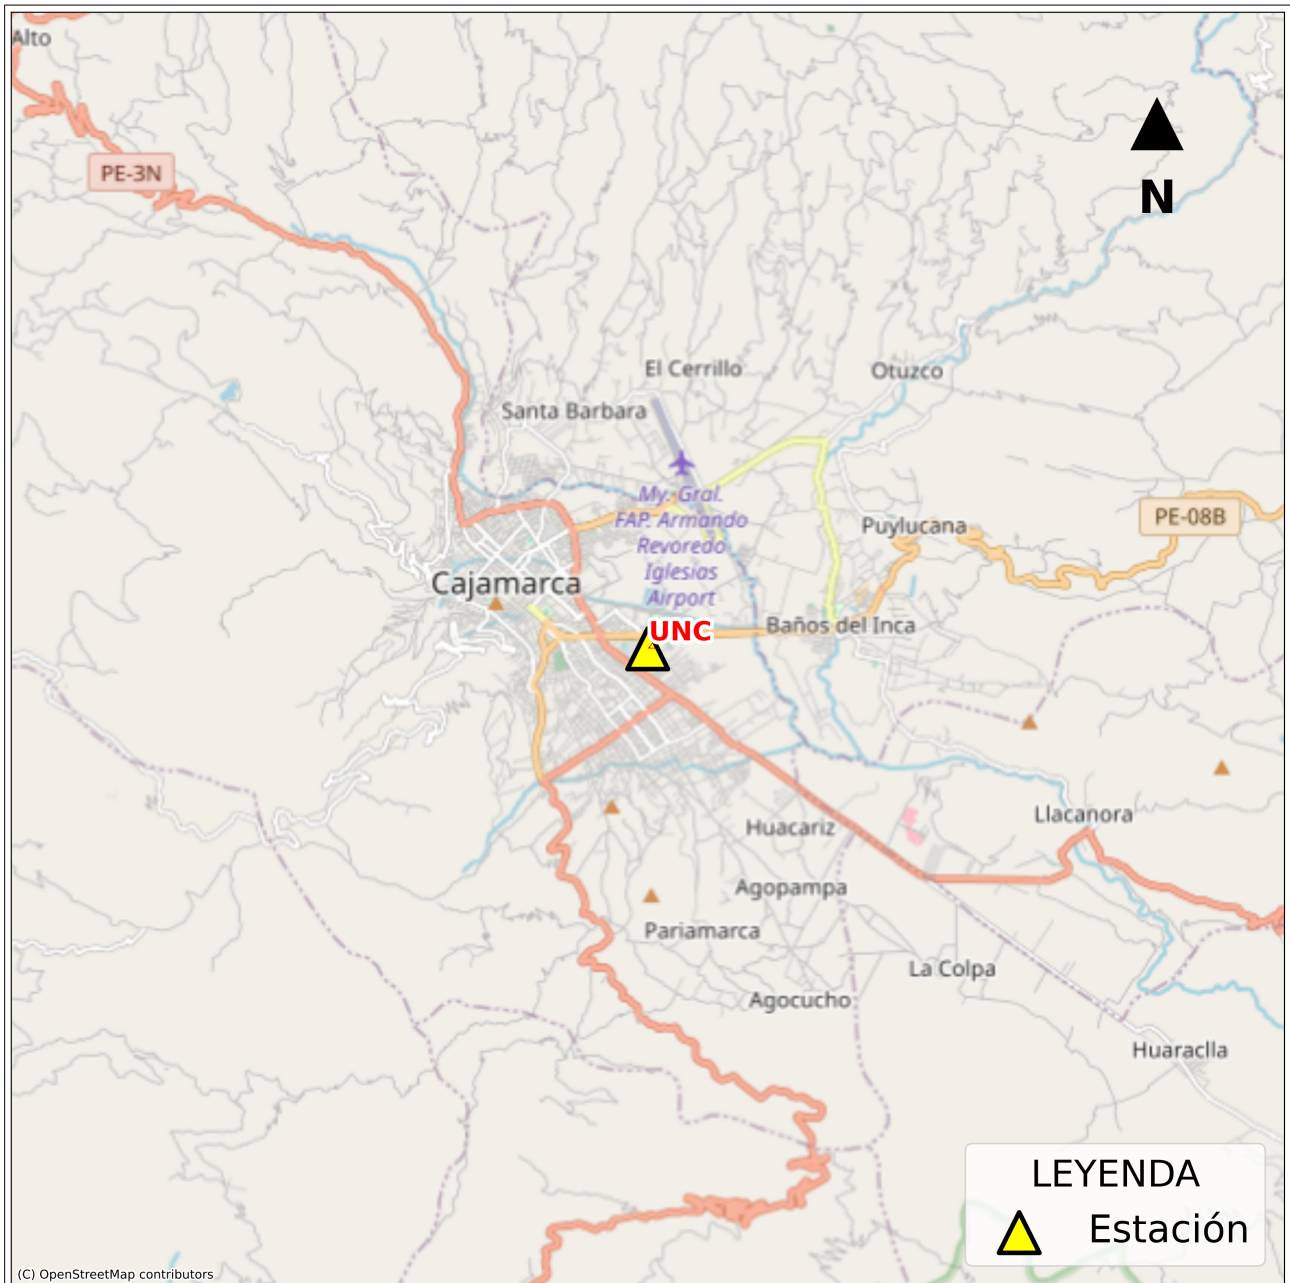 Alto
PE-3N
N
El Cerrillo
Otuzco
Santa Barbara
My. Gral.
FAP. Armando
Revoredo
Iglesias
Airport
PE-08B
Puylucana
Cajamarca
UNC
Baños del Inca
Llacanora
Huacariz
Agopampa
Pariamarca
La Colpa
Agocucho
Huaraclla
LEYENDA
Estación
(C) OpenStreetMap contributors